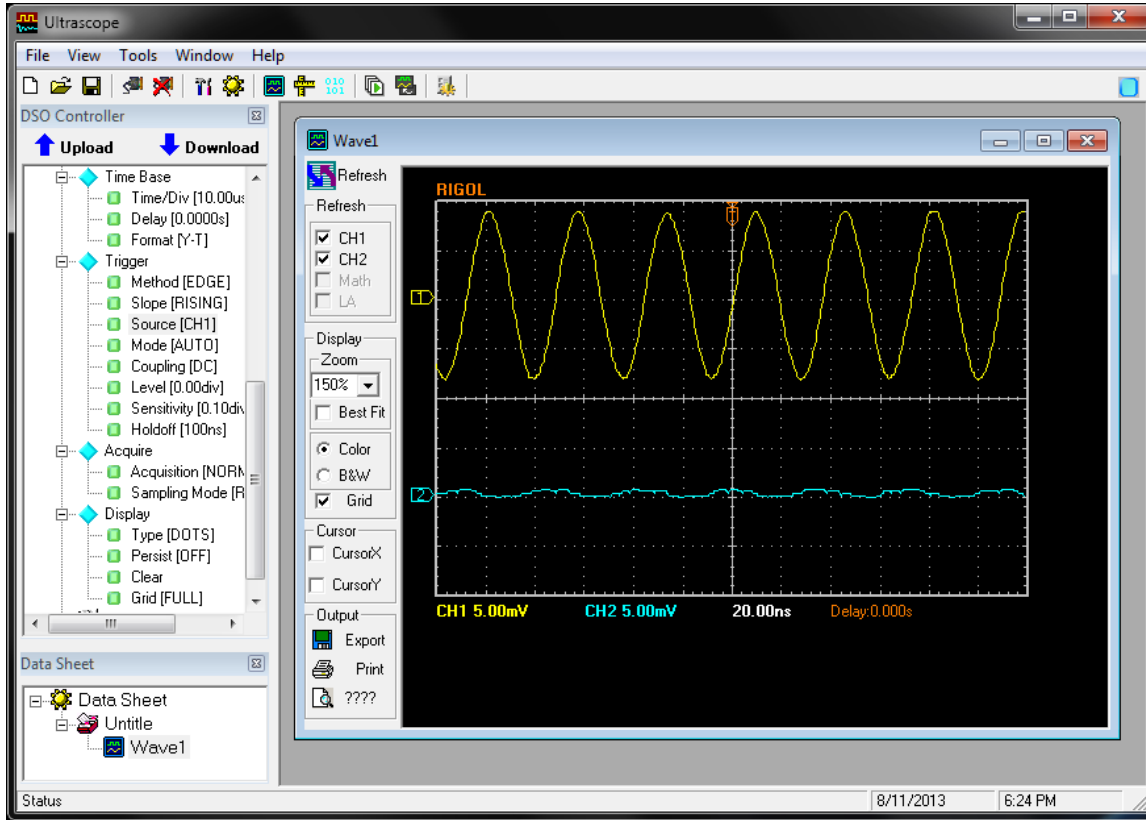 Ultrascope
File View Tools Window Help
DSO Controller
Upload Download
Time Base
Time/Div [10.00us
Delay [0.0000s]
Format [Y-T]
Trigger
Method [EDGE]
Slope [RISING]
Source [CH1]
Mode [AUTO]
Coupling [DC]
Level [0.00div]
Sensitivity [0.10div
Holdoff [100ns]
Acquire
Acquisition [NORM
Sampling Mode [R
Display
Type [DOTS]
Persist [OFF]
Clear
Grid [FULL]
Data Sheet
Data Sheet
Untitle
Wave1
Wave1
Refresh
Refresh
CH1
CH2
Math
LA
Display
Zoom
150%
Best Fit
Color
B&W
Grid
Cursor
CursorX
CursorY
Output
Export
Print
????
RIGOL
T
1
2
CH1 5.00mV CH2 5.00mV 20.00ns Delay:0.000s
Status 8/11/2013 6:24 PM